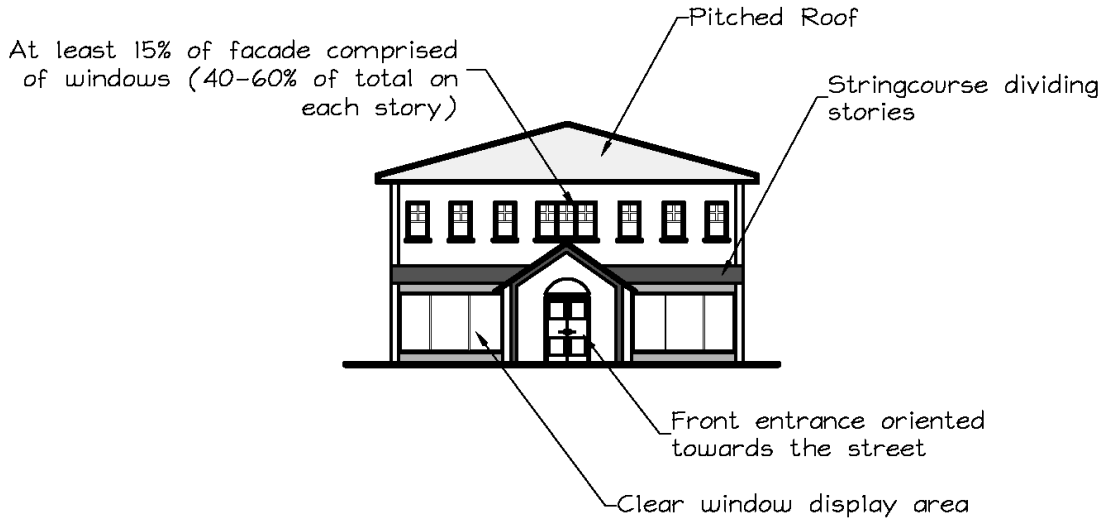 Pitched Roof
At least 15% of facade comprised
of windows (40-60% of total on
each story)
Stringcourse dividing
stories
Front entrance oriented
towards the street
Clear window display area